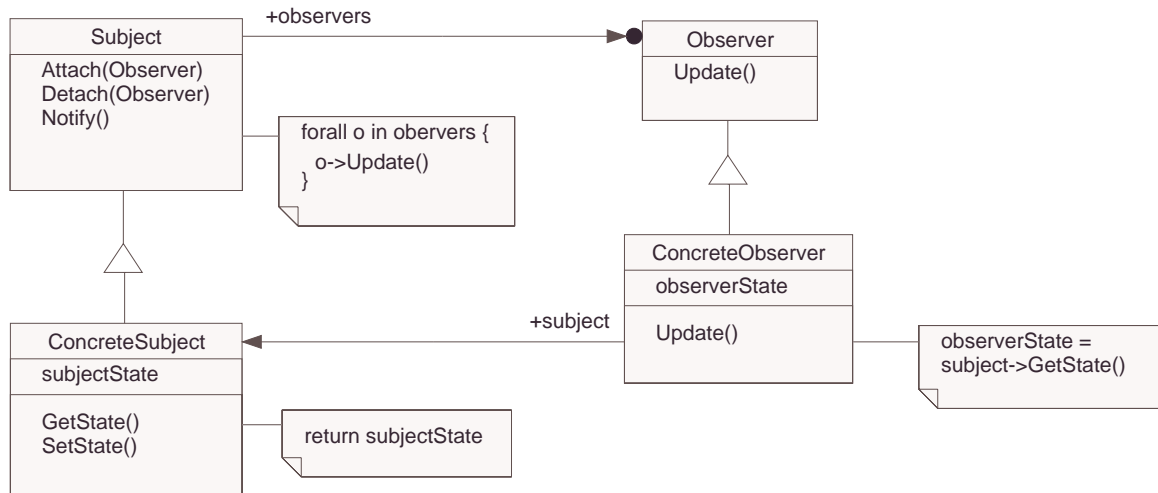 +observers
Subject
Attach(Observer)
Detach(Observer)
Notify()
forall o in obervers {
o->Update()
}
Observer
Update()
ConcreteObserver
observerState
Update()
observerState =
subject->GetState()
+subject
ConcreteSubject
subjectState
GetState()
SetState()
return subjectState